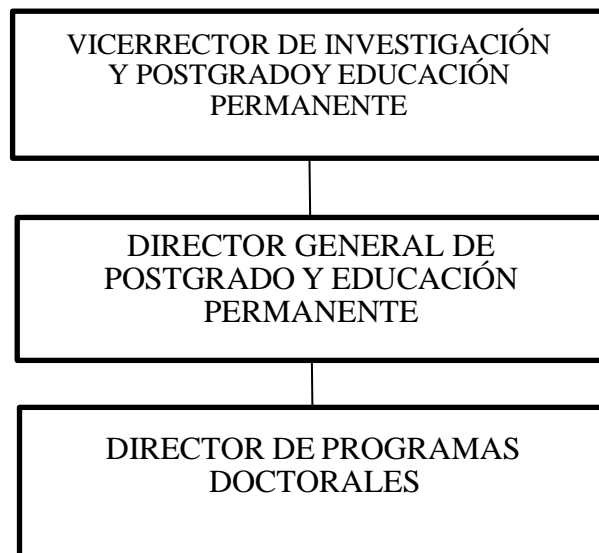 VICERRECTOR DE INVESTIGACIÓN
Y POSTGRADOY EDUCACIÓN
PERMANENTE
DIRECTOR GENERAL DE
POSTGRADO Y EDUCACIÓN
PERMANENTE
DIRECTOR DE PROGRAMAS
DOCTORALES